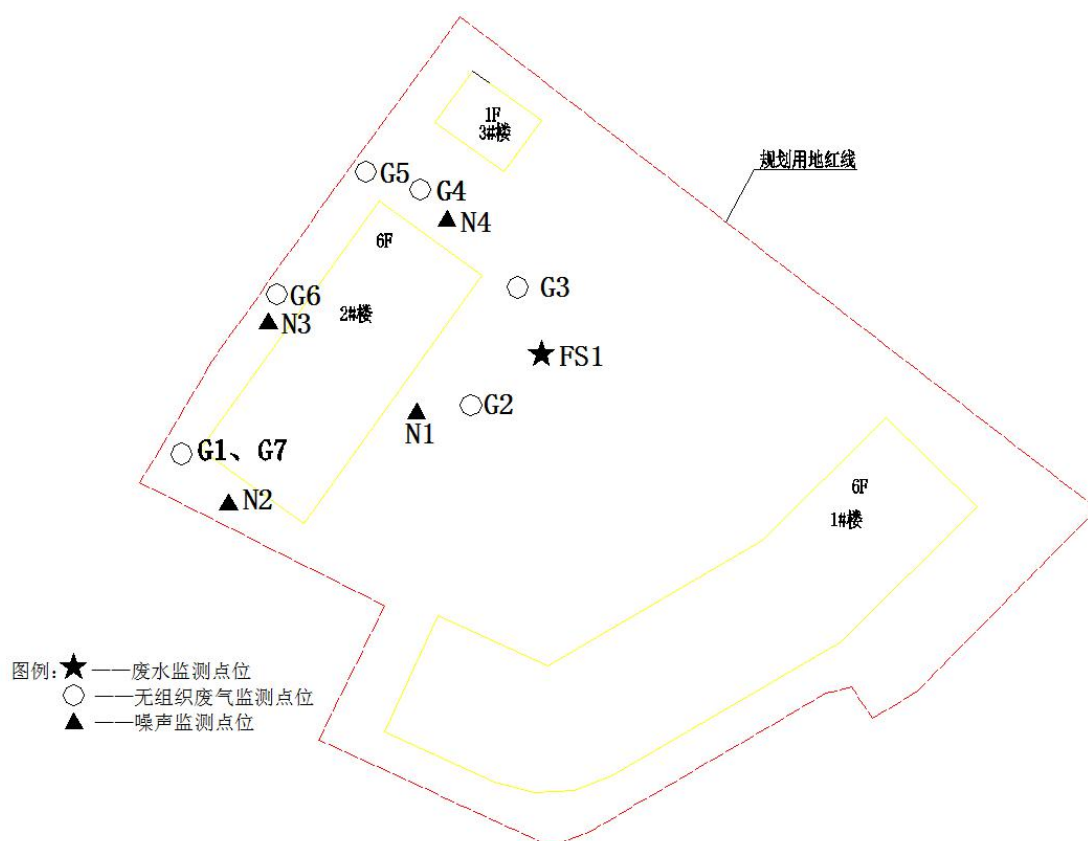 1F
3#楼
规划用地红线
G5
G4
N4
6F
G3
G6
2#楼
N3
FS1
G2
N1
G1、G7
6F
N2
1#楼
图例:★——废水监测点位
○——无组织废气监测点位
▲——噪声监测点位